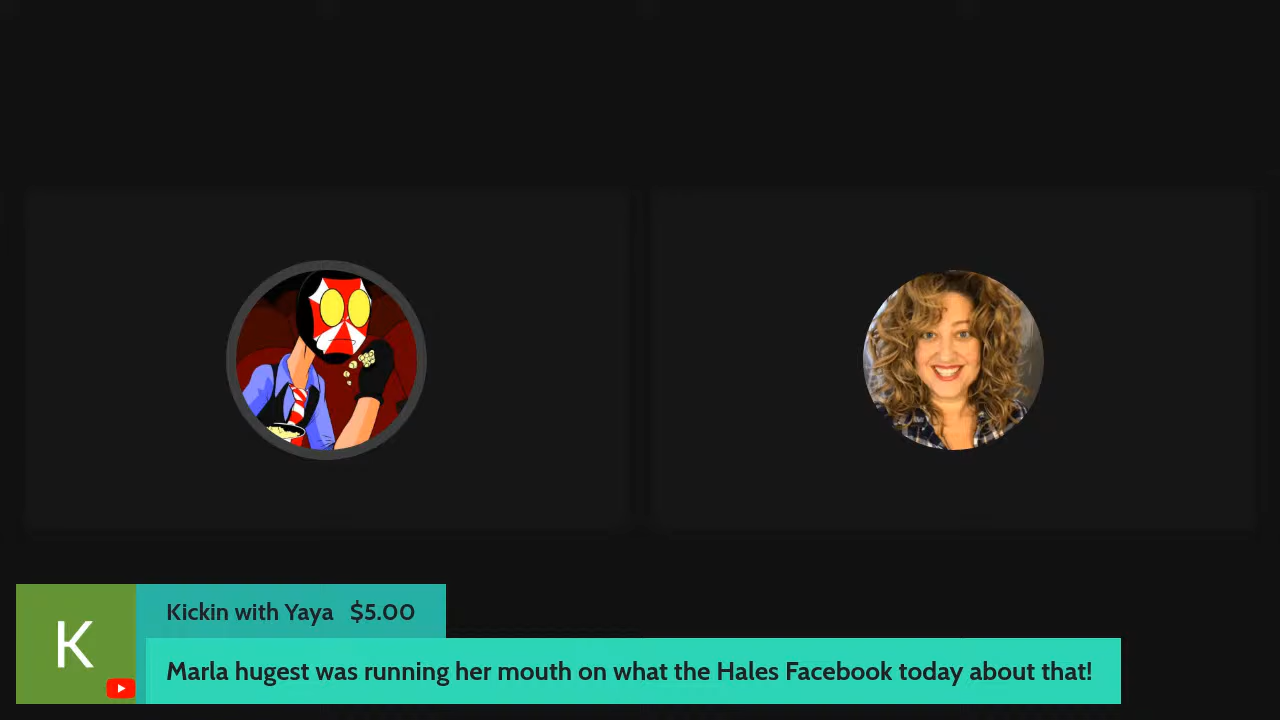 K
Kickin with Yaya $5.00
Marla hugest was running her mouth on what the Hales Facebook today about that!